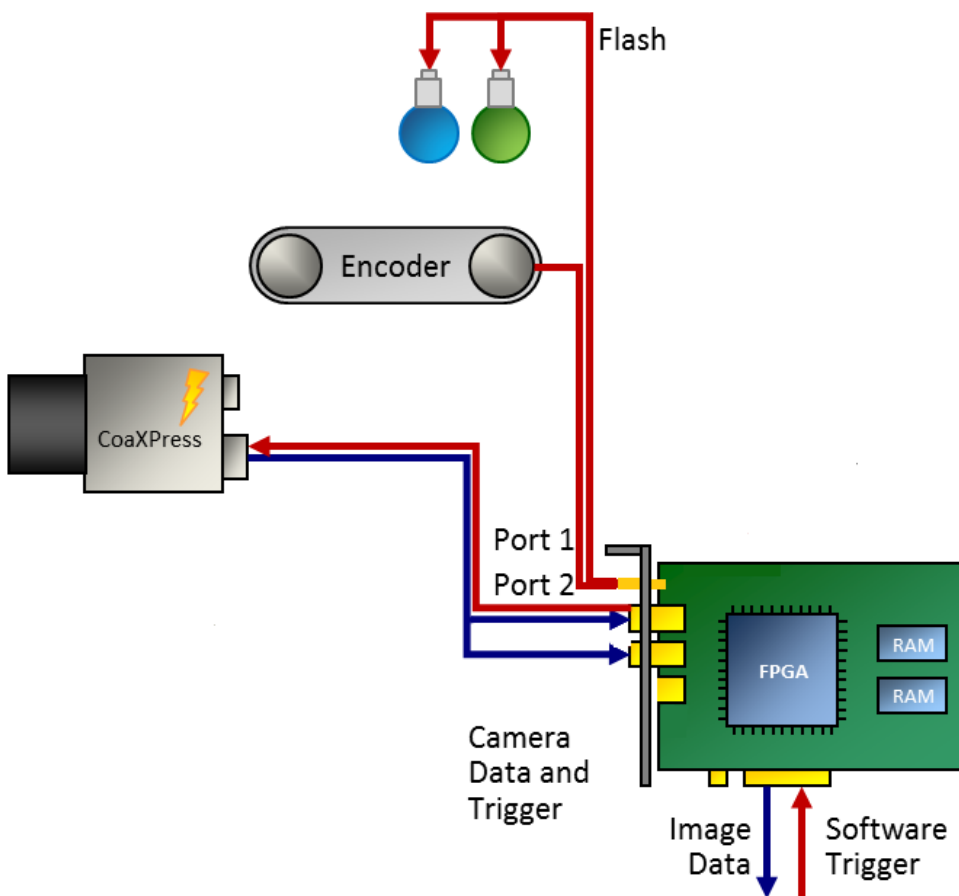 Flash
Encoder
CoaXPress
Port 1
Port 2
RAM
FPGA
RAM
Camera
Data and
Trigger
Image
Data
Software
Trigger